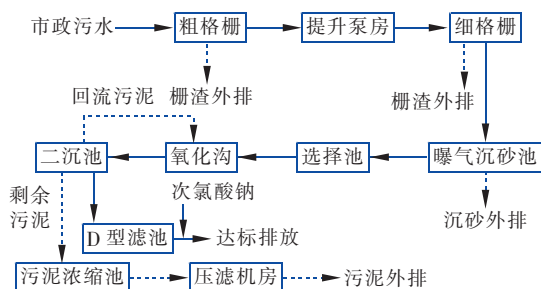 市政污水
粗格栅
提升泵房
细格栅
回流污泥
栅渣外排
栅渣外排
二沉池
氧化沟
选择池
曝气沉砂池
剩余
污泥
次氯酸钠
沉砂外排
D型滤池
达标排放
污泥浓缩池
压滤机房
污泥外排